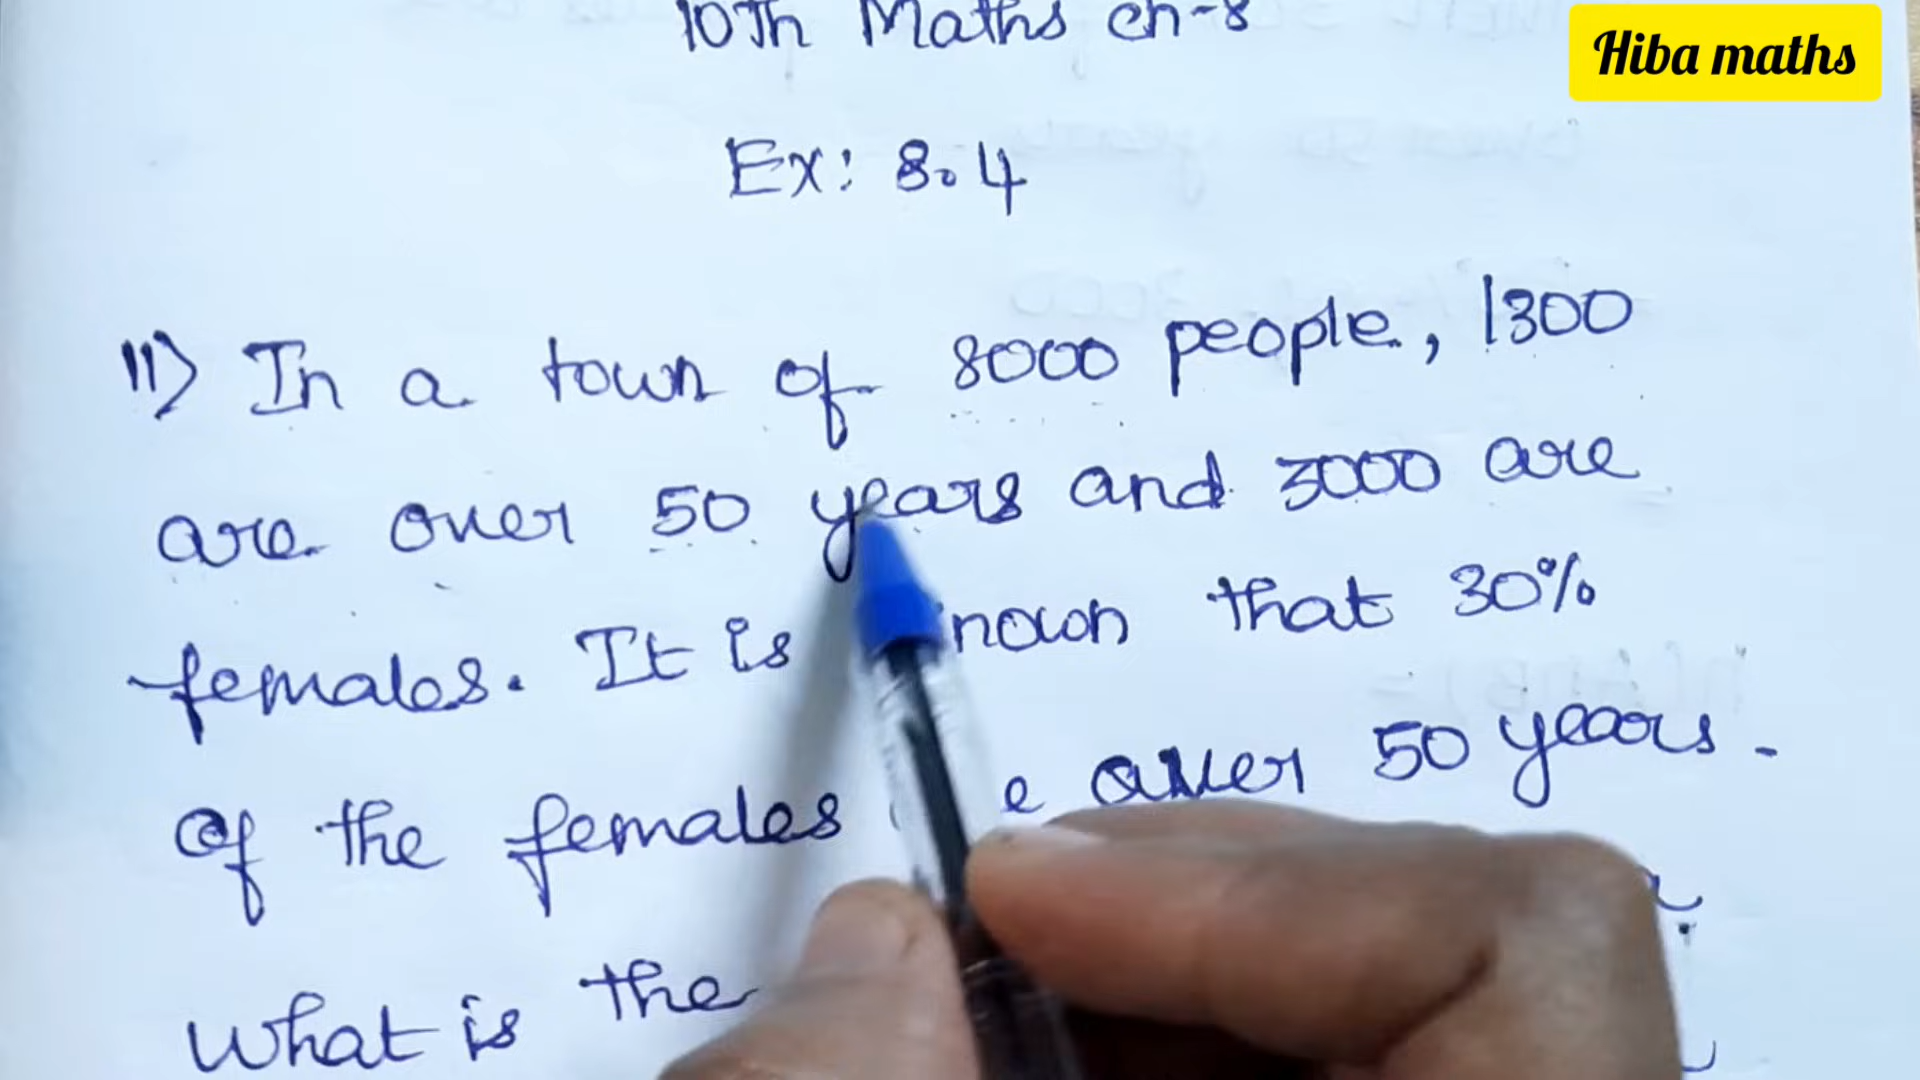 10Th Maths ch-8
Hiba maths
Ex: 8.4
11) In a town of 8000 people, 1300
are over 50 years and 3000 are
females. It is nown that 30%
of the females e over 50 years.
What is the